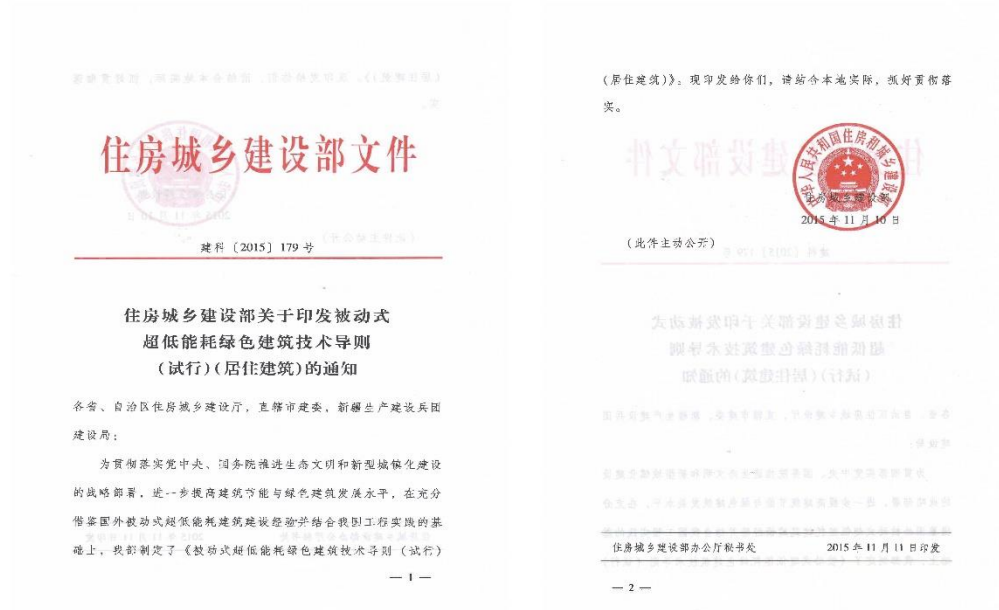 住房城乡建设部文件
建科〔2015〕179号
住房城乡建设部关于印发被动式
超低能耗绿色建筑技术导则
(试行)(居住建筑)的通知
各省、自治区住房城乡建设厅，直辖市建委，新疆生产建设兵团
建设局：
为贯彻落实党中央、国务院推进生态文明和新型城镇化建设
的战略部署，进一步提高建筑节能与绿色建筑发展水平，在充分
借鉴国外被动式超低能耗建筑建设经验并结合我国工程实践的基
础上，我部制定了《被动式超低能耗绿色建筑技术导则（试行）
— 1 —
(居住建筑)》。现印发给你们，请结合本地实际，抓好贯彻落
实。
中华人民共和国住房和城乡建设部
住房城乡建设部
2015年11月10日
(此件主动公开)
住房城乡建设部办公厅秘书处 2015年11月11日印发
— 2 —